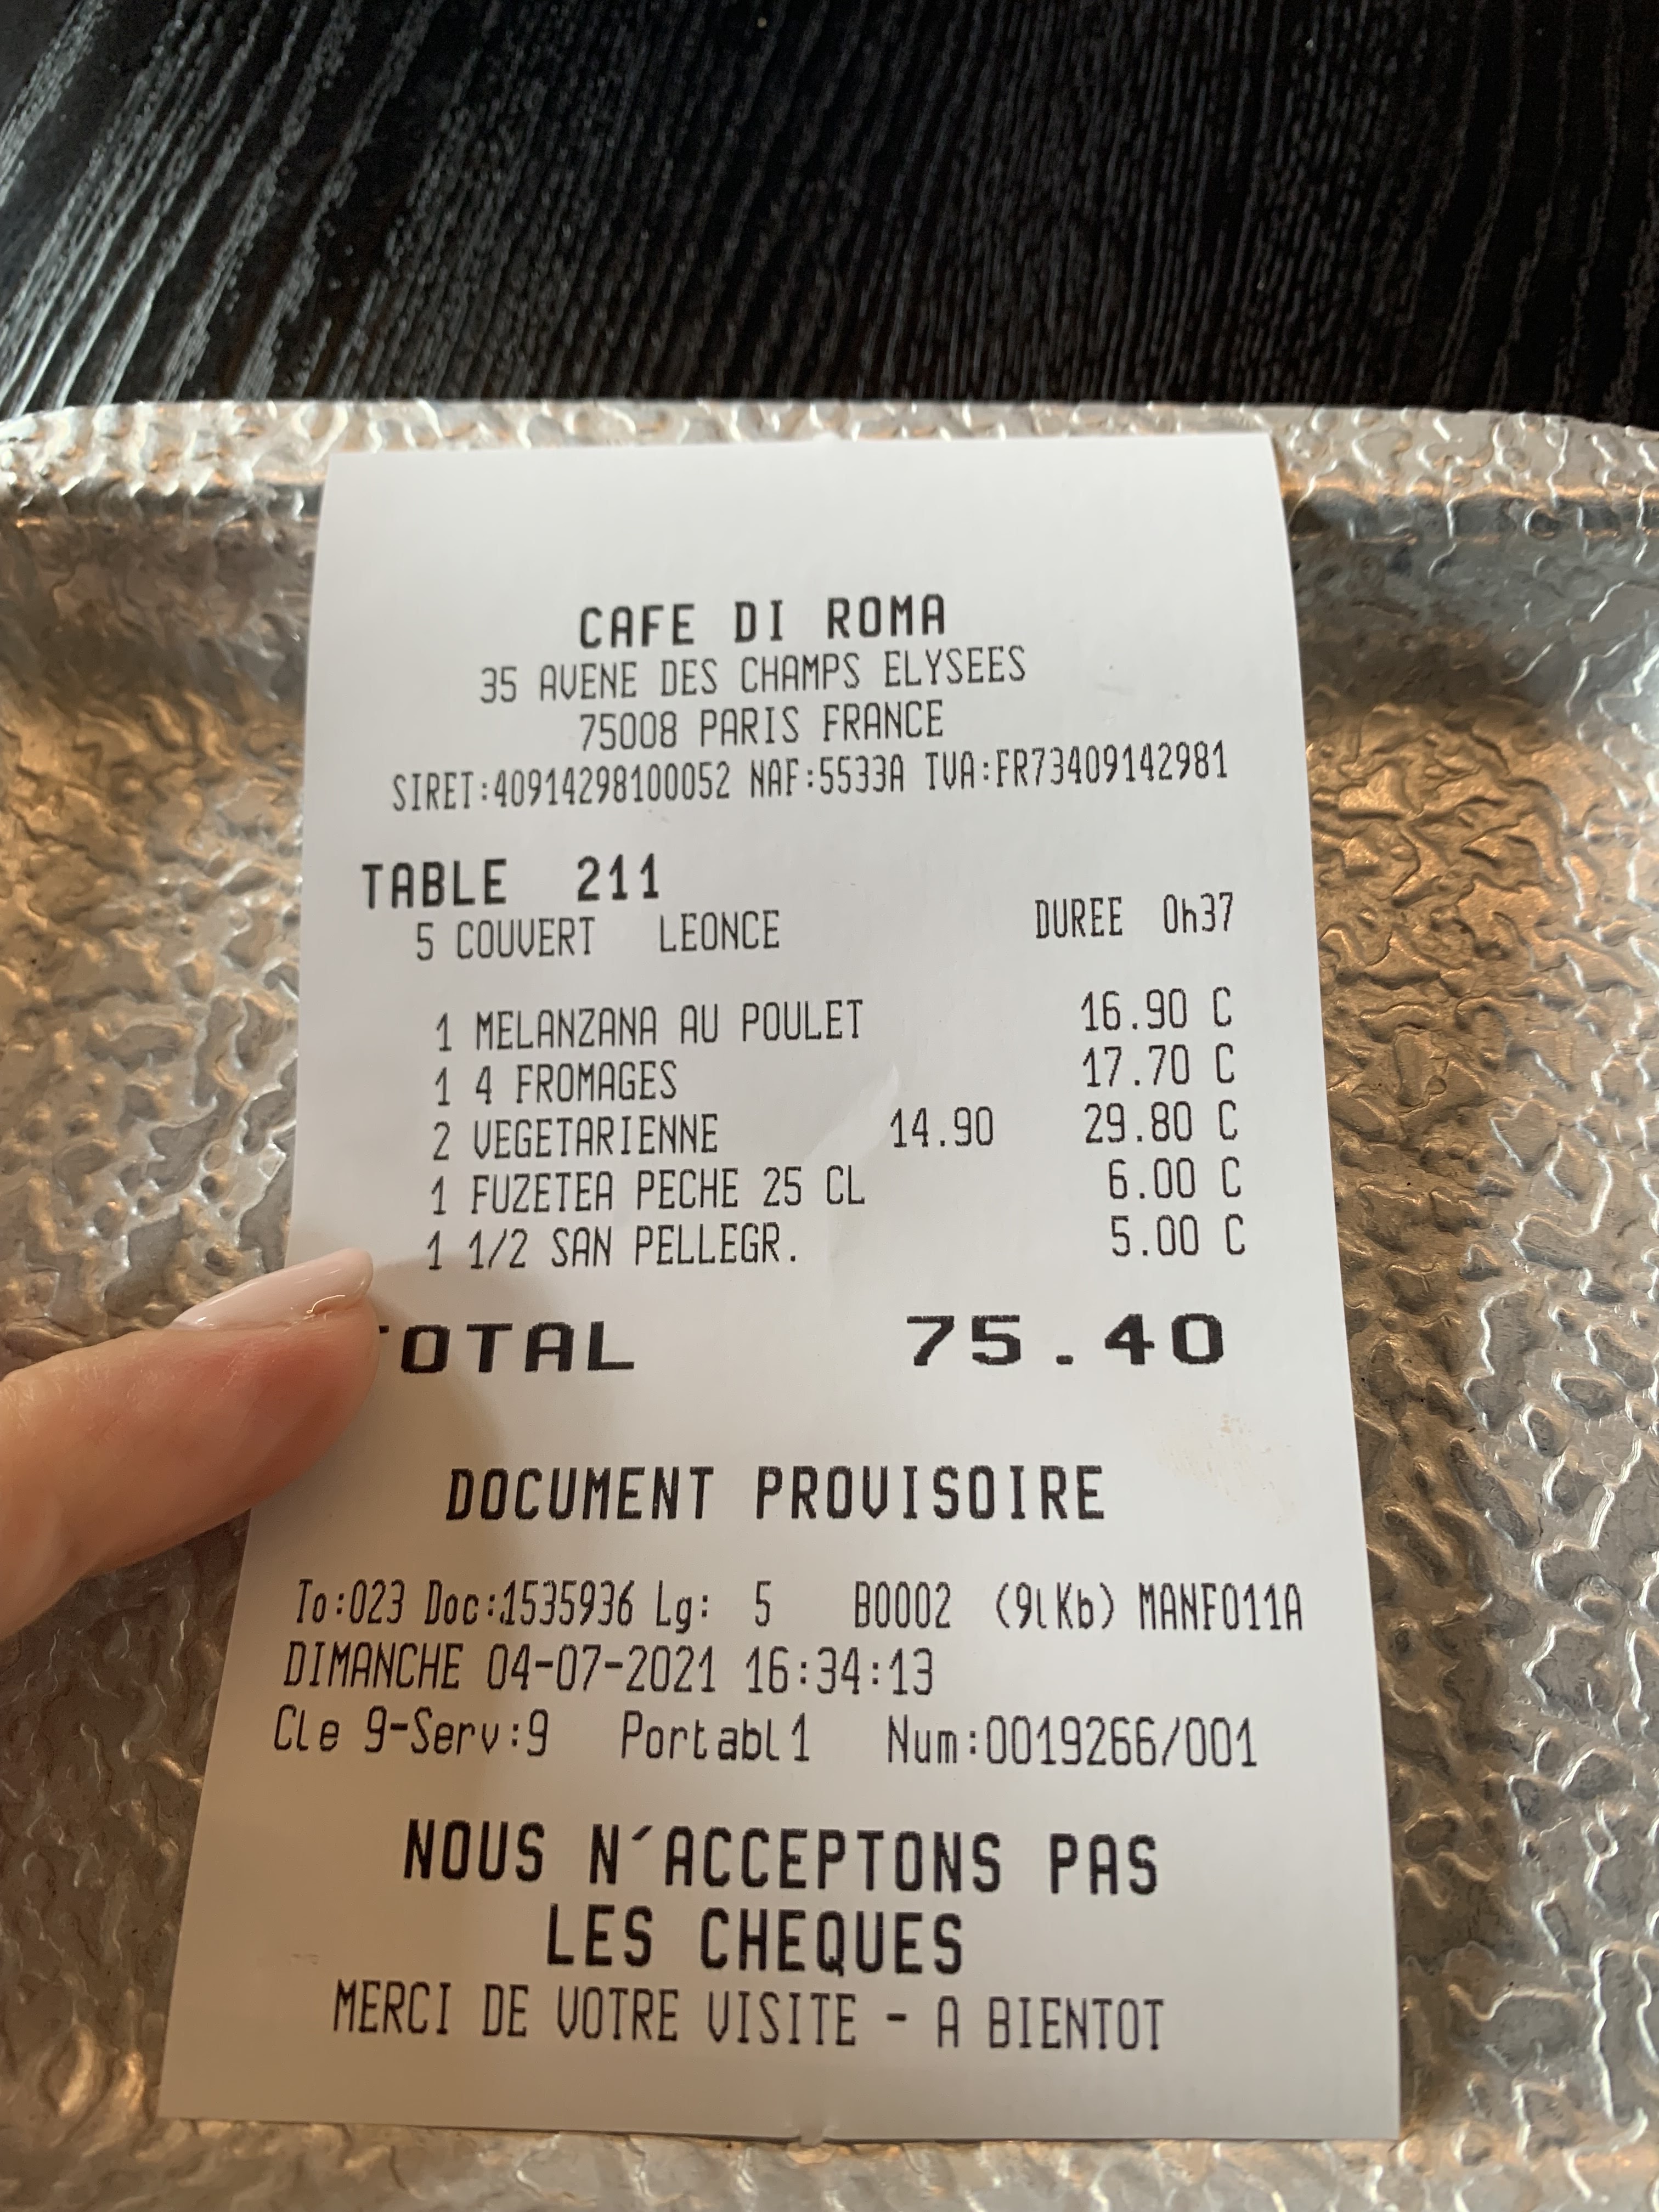 CAFE DI ROMA
35 AVENE DES CHAMPS ELYSEES
75008 PARIS FRANCE
SIRET:40914298100052 NAF:5533A TVA:FR73409142981
TABLE 211
5 COUVERT LEONCE DUREE 0h37
1 MELANZANA AU POULET 16.90 C
1 4 FROMAGES 17.70 C
2 VEGETARIENNE 14.90 29.80 C
1 FUZETEA PECHE 25 CL 6.00 C
1 1/2 SAN PELLEGR. 5.00 C
TOTAL 75.40
DOCUMENT PROVISOIRE
To:023 Doc:1535936 Lg: 5 B0002 (9lKb) MANF011A
DIMANCHE 04-07-2021 16:34:13
Cle 9-Serv:9 Portabl1 Num:0019266/001
NOUS N´ACCEPTONS PAS
LES CHEQUES
MERCI DE VOTRE VISITE - A BIENTOT